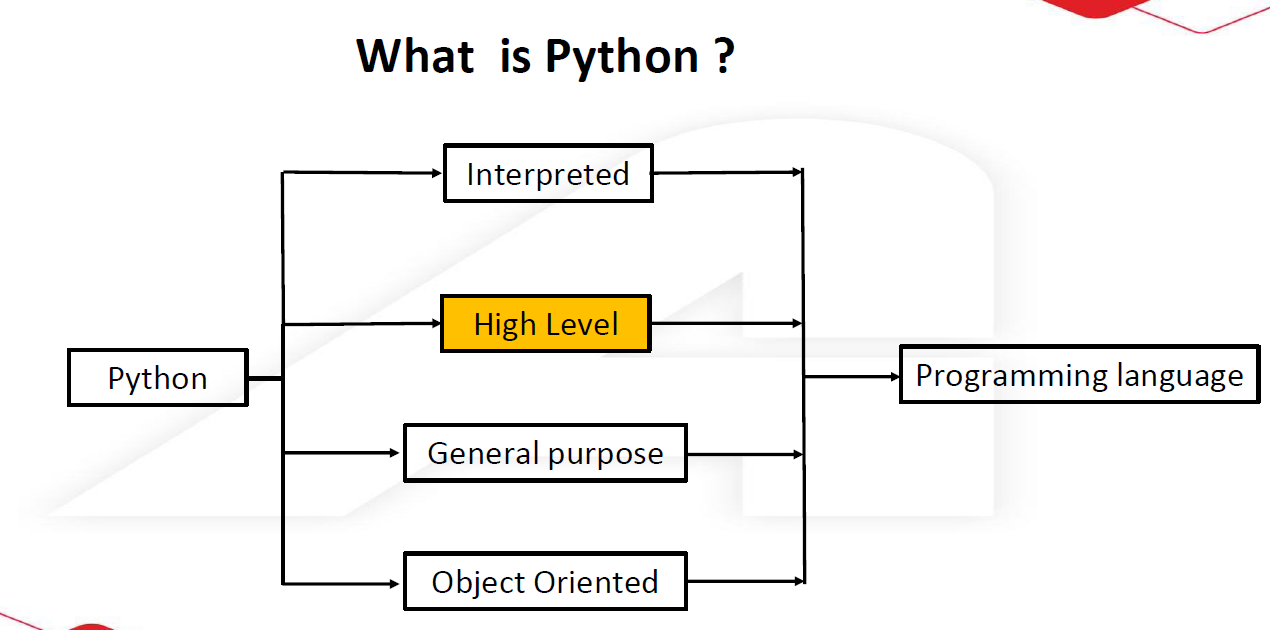 What is Python ?
Interpreted
High Level
Python
Programming language
General purpose
Object Oriented